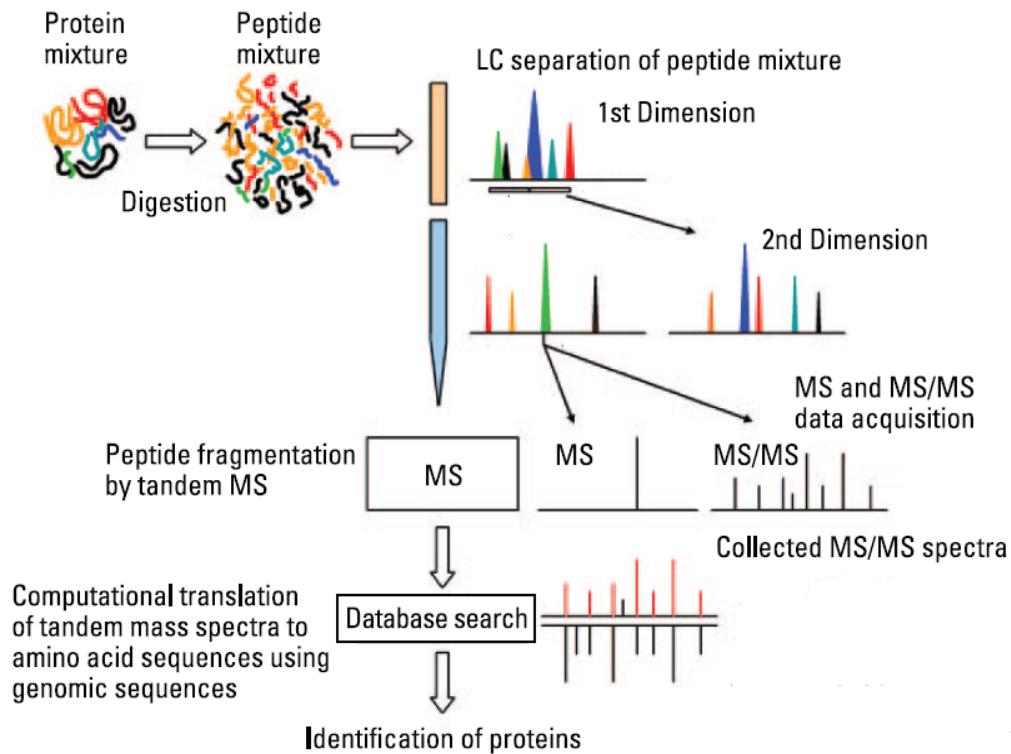 Protein
mixture
Peptide
mixture
Digestion
LC separation of peptide mixture
1st Dimension
2nd Dimension
MS and MS/MS
data acquisition
Peptide fragmentation
by tandem MS
MS
MS
MS/MS
Collected MS/MS spectra
Computational translation
of tandem mass spectra to
amino acid sequences using
genomic sequences
Database search
Identification of proteins